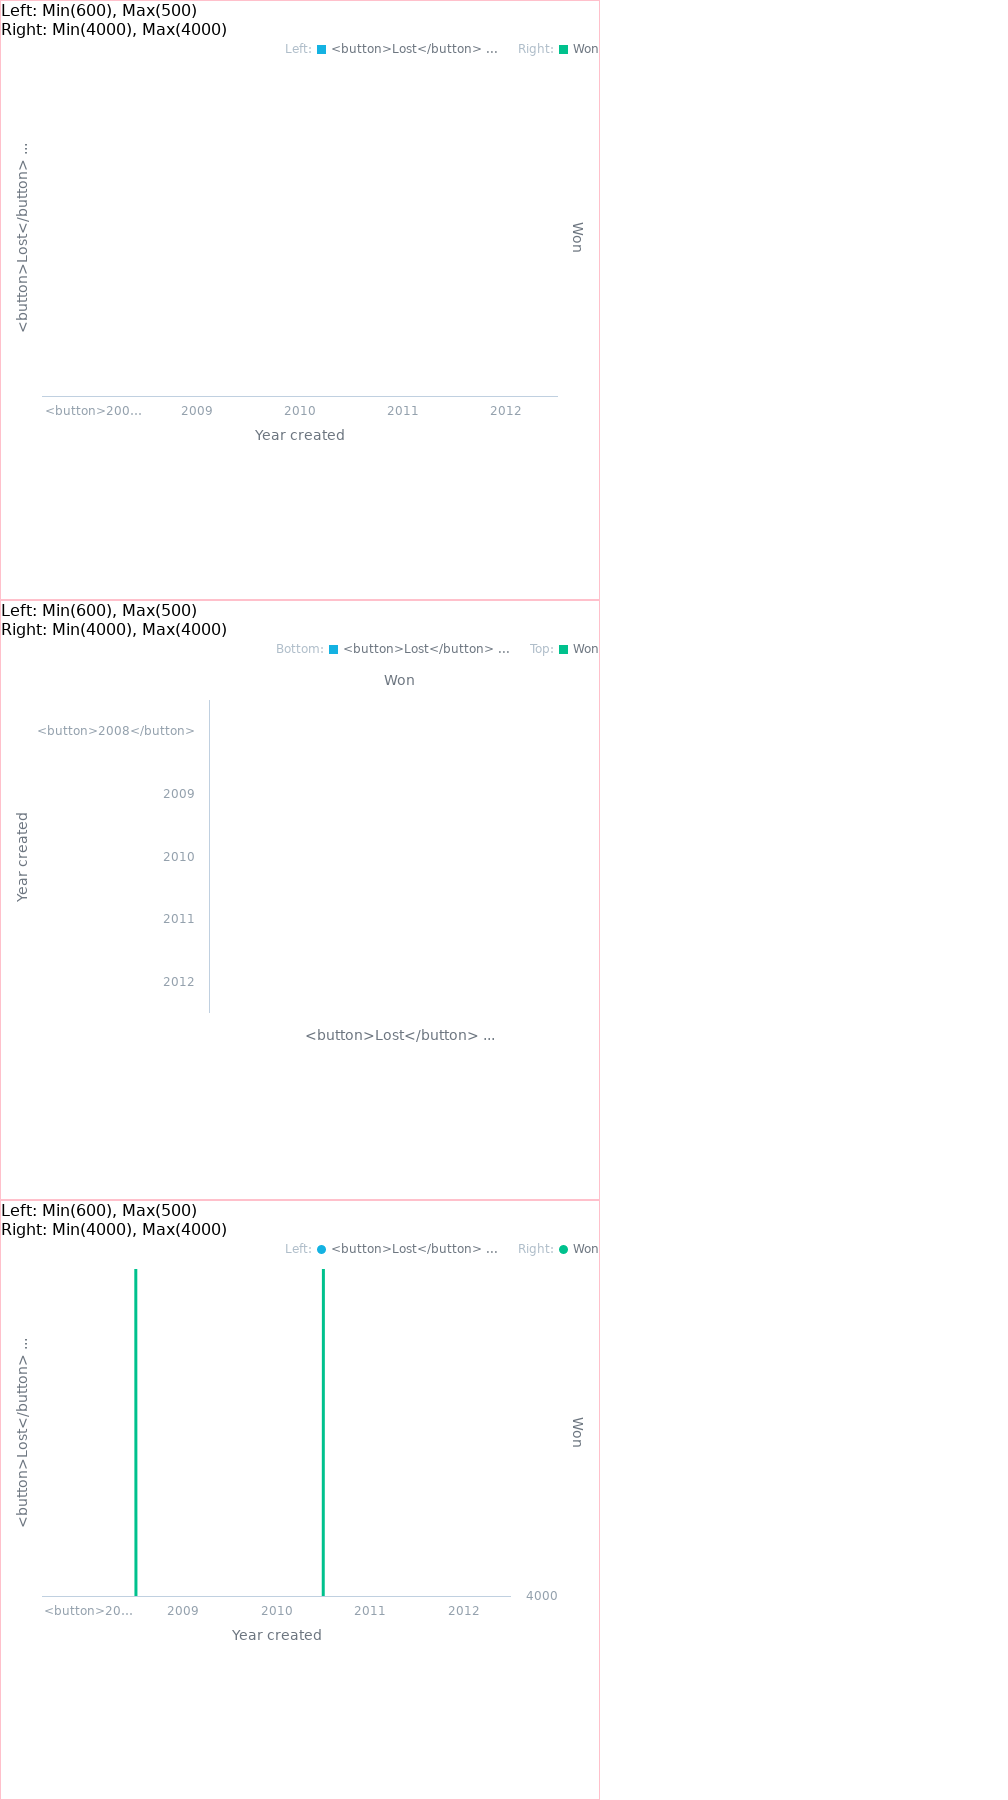 Left: Min(600), Max(500)
Right: Min(4000), Max(4000)
Left: <button>Lost</button> ... Right: Won
<button>Lost</button> ...
Won
<button>200... 2009 2010 2011 2012
Year created
Left: Min(600), Max(500)
Right: Min(4000), Max(4000)
Bottom: <button>Lost</button> ... Top: Won
Won
<button>2008</button>
2009
2010
2011
2012
Year created
<button>Lost</button> ...
Left: Min(600), Max(500)
Right: Min(4000), Max(4000)
Left: <button>Lost</button> ... Right: Won
<button>Lost</button> ...
Won
4000
<button>20... 2009 2010 2011 2012
Year created